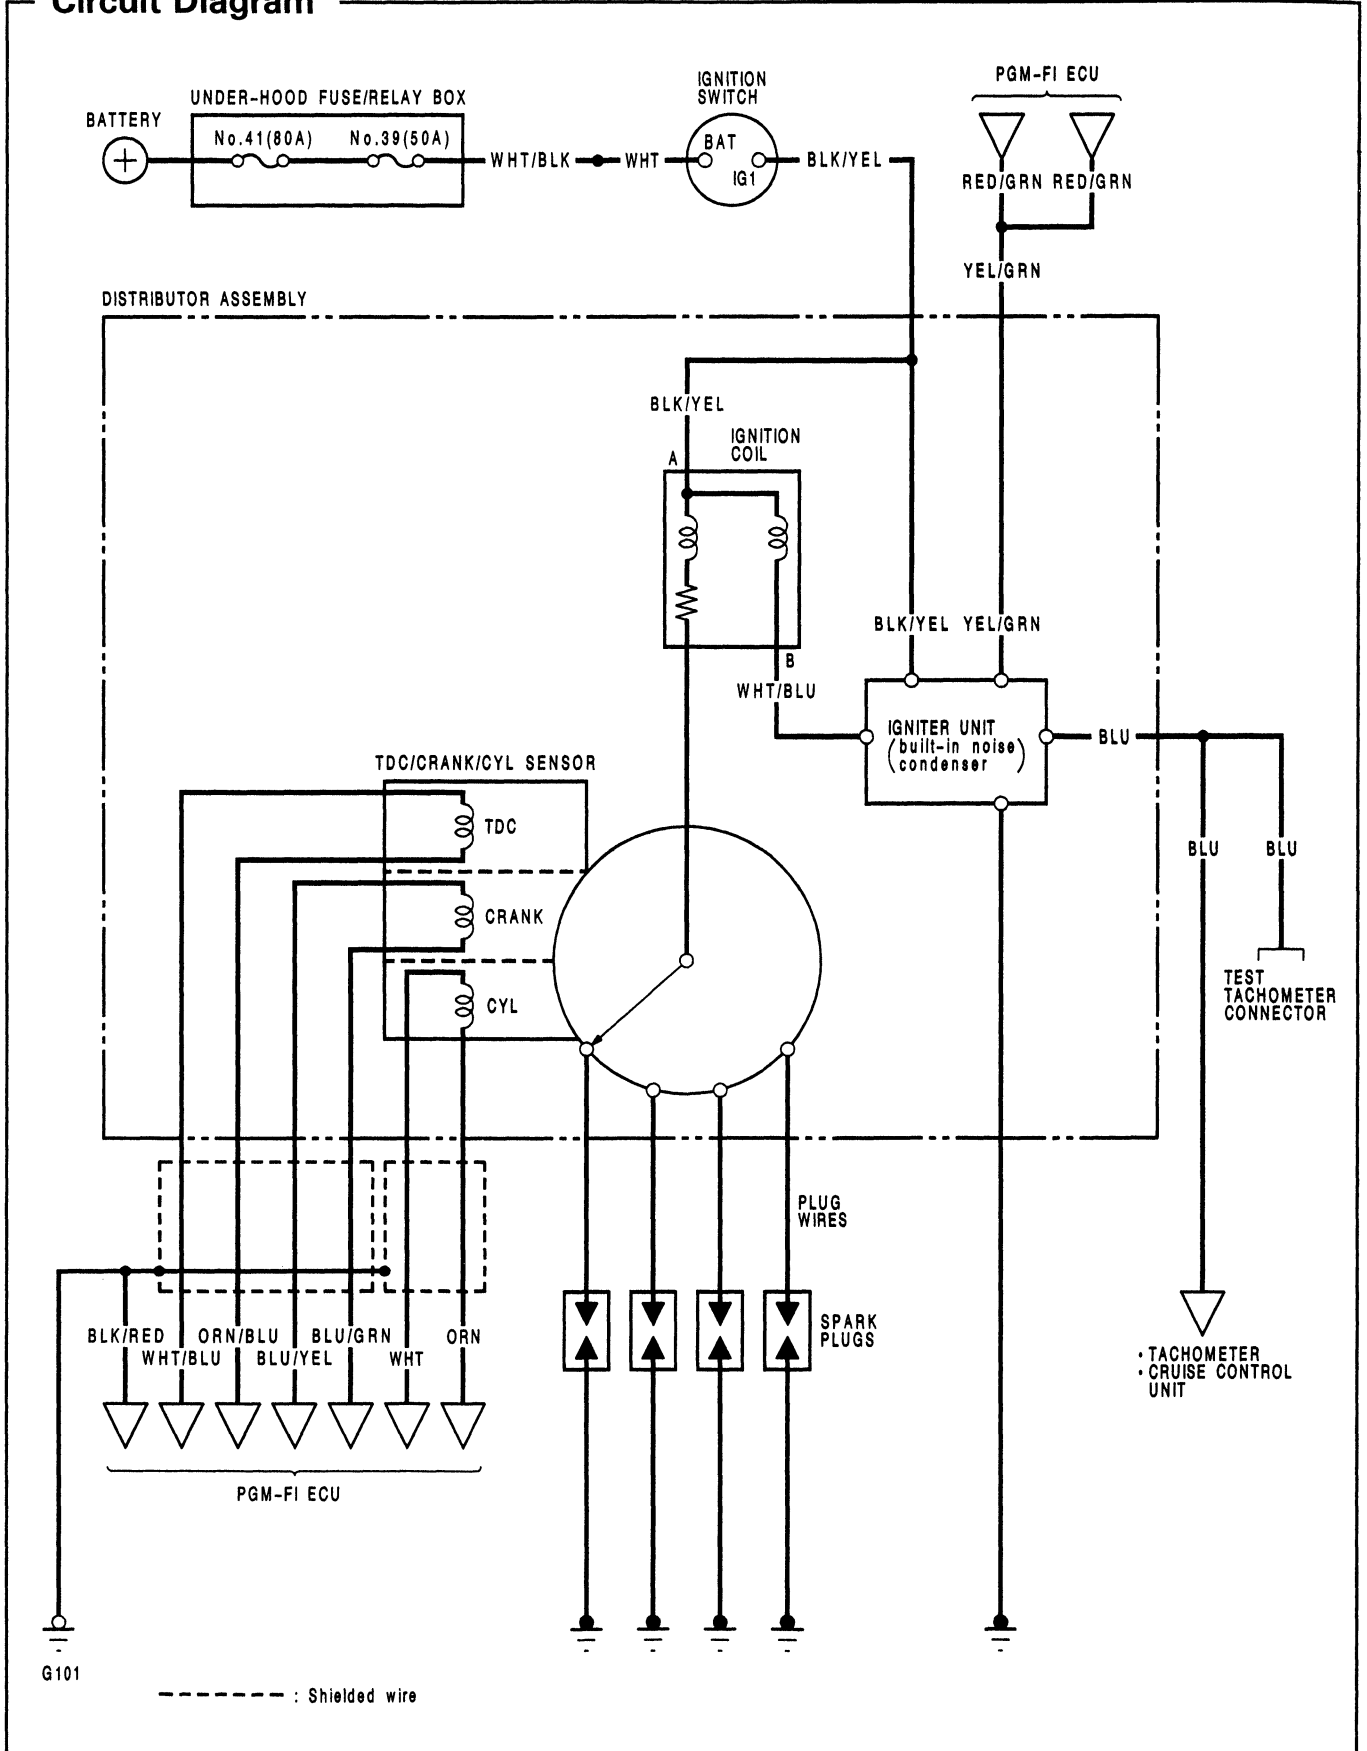 Circuit Diagram
UNDER-HOOD FUSE/RELAY BOX
IGNITION
SWITCH
PGM-FI ECU
BATTERY
No.41(80A)
No.39(50A)
BAT
IG1
WHT/BLK
WHT
BLK/YEL
RED/GRN
RED/GRN
YEL/GRN
DISTRIBUTOR ASSEMBLY
BLK/YEL
IGNITION
COIL
A
B
BLK/YEL
YEL/GRN
WHT/BLU
IGNITER UNIT
(built-in noise
condenser)
BLU
TDC/CRANK/CYL SENSOR
TDC
CRANK
CYL
BLU
BLU
TEST
TACHOMETER
CONNECTOR
PLUG
WIRES
SPARK
PLUGS
BLK/RED
WHT/BLU
ORN/BLU
BLU/YEL
BLU/GRN
WHT
ORN
• TACHOMETER
• CRUISE CONTROL
UNIT
PGM-FI ECU
G101
: Shielded wire